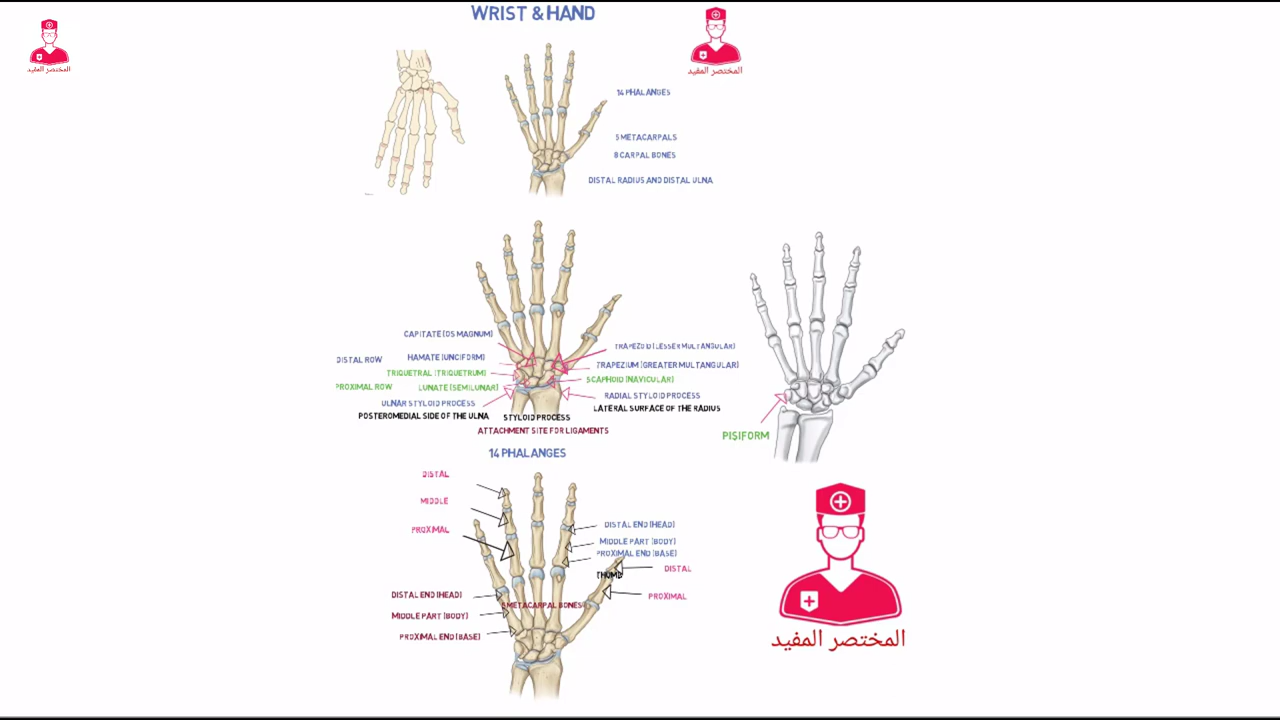 WRIST & HAND
المختصر المفيد
المختصر المفيد
14 PHALANGES
5 METACARPALS
8 CARPAL BONES
DISTAL RADIUS AND DISTAL ULNA
CAPITATE (OS MAGNUM)
TRAPEZOID (LESSER MULTANGULAR)
DISTAL ROW
HAMATE (UNCIFORM)
TRAPEZIUM (GREATER MULTANGULAR)
TRIQUETRAL (TRIQUETRUM)
SCAPHOID (NAVICULAR)
PROXIMAL ROW
LUNATE (SEMILUNAR)
RADIAL STYLOID PROCESS
ULNAR STYLOID PROCESS
LATERAL SURFACE OF THE RADIUS
POSTEROMEDIAL SIDE OF THE ULNA
STYLOID PROCESS
ATTACHMENT SITE FOR LIGAMENTS
PISIFORM
14 PHALANGES
DISTAL
MIDDLE
PROXIMAL
DISTAL END (HEAD)
MIDDLE PART (BODY)
PROXIMAL END (BASE)
DISTAL
THUMB
PROXIMAL
DISTAL END (HEAD)
5METACARPAL BONES
MIDDLE PART (BODY)
PROXIMAL END (BASE)
المختصر المفيد